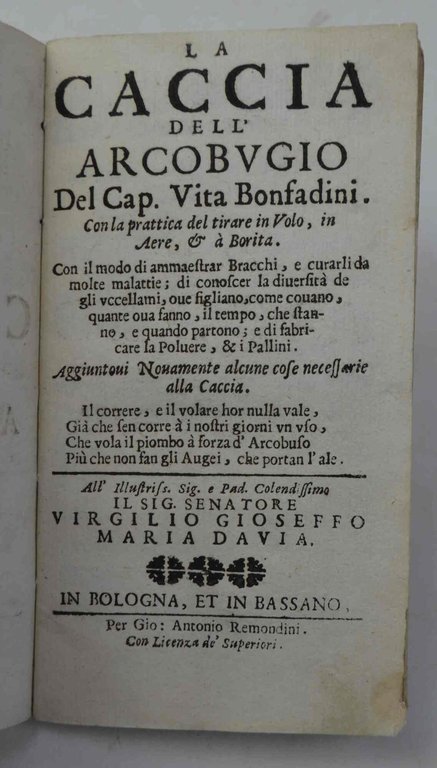 LA
CACCIA
DELL'
ARCOBVGIO
Del Cap. Vita Bonfadini.
Con la prattica del tirare in Volo, in
Aere, & à Borita.
Con il modo di ammaeſtrar Bracchi, e curarli da
molte malattie; di conoſcer la diuerſità de
gli vccellami, oue figliano, come couano,
quante oua fanno, il tempo, che ſtan-
no, e quando partono; e di fabri-
care la Poluere, & i Pallini.
Aggiuntoui Nouamente alcune coſe neceſſarie
alla Caccia.
Il correre, e il volare hor nulla vale,
Già che ſen corre à i noſtri giorni vn vſo,
Che vola il piombo à forza d'Arcobuſo
Più che non fan gli Augei, che portan l'ale.
All' Illuſtriſs. Sig. e Pad. Colendiſſimo
IL SIG. SENATORE
VIRGILIO GIOSEFFO
MARIA DAVIA.
IN BOLOGNA, ET IN BASSANO,
Per Gio: Antonio Remondini.
Con Licenza de' Superiori.